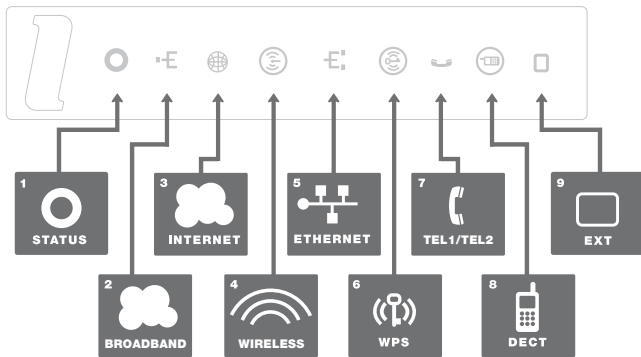 1
STATUS
2
BROADBAND
3
INTERNET
4
WIRELESS
5
ETHERNET
6
WPS
7
TEL1/TEL2
8
DECT
9
EXT